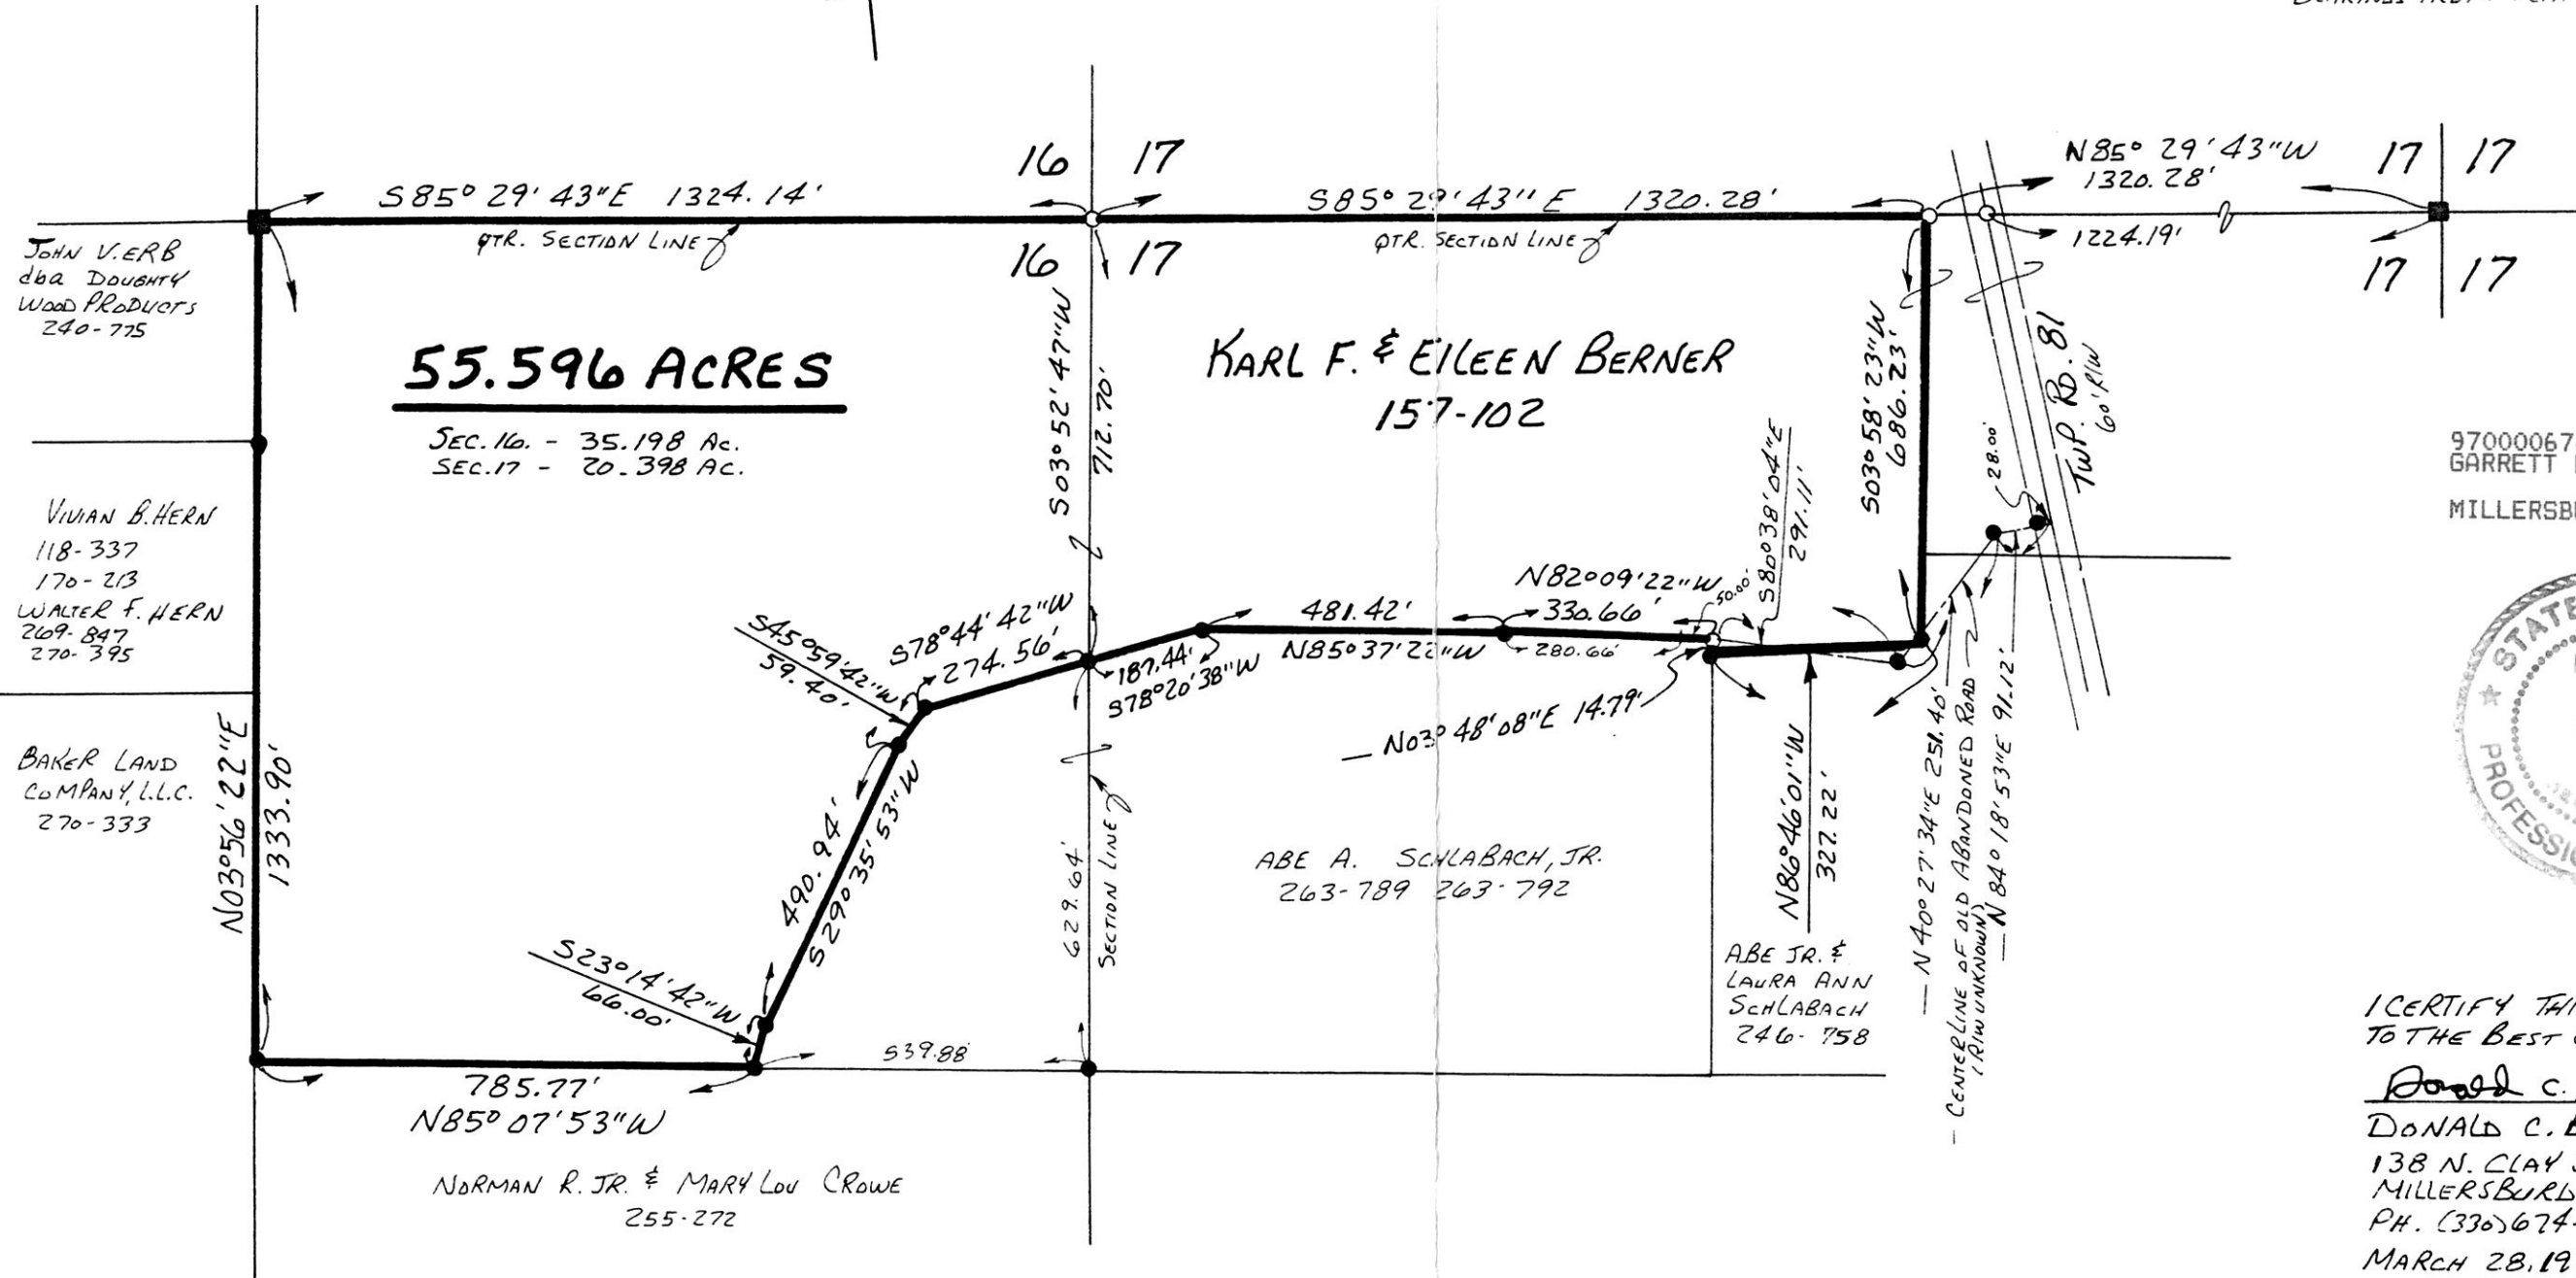 N85° 29' 43"W
1320.28'
1224.19'
17 17
17 17
16 17
16 17
S85° 29' 43"E 1324.14'
QTR. SECTION LINE
S85° 29' 43" E 1320.28'
QTR. SECTION LINE
JOHN V. ERB
dba DOUGHTY
WOOD PRODUCTS
240-775
55.596 ACRES
SEC. 16. - 35.198 AC.
SEC. 17 - 20.398 AC.
KARL F. & EILEEN BERNER
157-102
S03° 52' 47"W
712.70'
S03° 58' 23"W
686.23'
TWP. RD. 81
60' R/W
28.00'
97000067
GARRETT
VIVIAN B. HERN
118-337
170-213
WALTER F. HERN
269-847
270-395
S80° 38' 04"E
291.11'
N82° 09' 22"W
330.66'
50.00'
481.42'
N85° 37' 22"W
280.66'
S78° 44' 42"W
274.56'
S45° 59' 42"W
59.40'
187.44'
S78° 20' 38"W
N03° 48' 08"E 14.79'
N86° 46' 01"W
327.22'
N03° 56' 22"E
1333.90'
BAKER LAND
COMPANY, L.L.C.
270-333
490.94'
S29° 35' 53"W
S23° 14' 42"W
66.00'
629.64'
SECTION LINE
ABE A. SCHLABACH, JR.
263-789 263-792
ABE JR. &
LAURA ANN
SCHLABACH
246-758
N 40° 27' 34"E 251.40'
CENTERLINE OF OLD ABANDONED ROAD
(R/W UNKNOWN)
N 84° 18' 53"E 91.12'
539.88
785.77'
N85° 07' 53"W
NORMAN R. JR. & MARY LOU CROWE
255-272
STATE
I CERTIFY
TO THE BEST
DONALD C.
138 N. CLAY
PH. (330) 674-
MARCH 28, 19